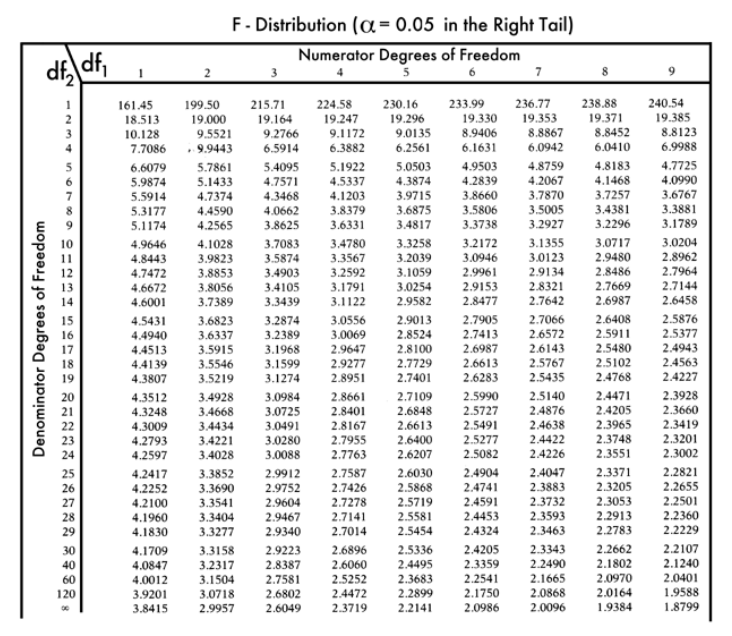 F - Distribution (α = 0.05 in the Right Tail)
Numerator Degrees of Freedom
df₂ df₁ 1 2 3 4 5 6 7 8 9
Denominator Degrees of Freedom
1 161.45 199.50 215.71 224.58 230.16 233.99 236.77 238.88 240.54
2 18.513 19.000 19.164 19.247 19.296 19.330 19.353 19.371 19.385
3 10.128 9.5521 9.2766 9.1172 9.0135 8.9406 8.8867 8.8452 8.8123
4 7.7086 9.9443 6.5914 6.3882 6.2561 6.1631 6.0942 6.0410 6.9988
5 6.6079 5.7861 5.4095 5.1922 5.0503 4.9503 4.8759 4.8183 4.7725
6 5.9874 5.1433 4.7571 4.5337 4.3874 4.2839 4.2067 4.1468 4.0990
7 5.5914 4.7374 4.3468 4.1203 3.9715 3.8660 3.7870 3.7257 3.6767
8 5.3177 4.4590 4.0662 3.8379 3.6875 3.5806 3.5005 3.4381 3.3881
9 5.1174 4.2565 3.8625 3.6331 3.4817 3.3738 3.2927 3.2296 3.1789
10 4.9646 4.1028 3.7083 3.4780 3.3258 3.2172 3.1355 3.0717 3.0204
11 4.8443 3.9823 3.5874 3.3567 3.2039 3.0946 3.0123 2.9480 2.8962
12 4.7472 3.8853 3.4903 3.2592 3.1059 2.9961 2.9134 2.8486 2.7964
13 4.6672 3.8056 3.4105 3.1791 3.0254 2.9153 2.8321 2.7669 2.7144
14 4.6001 3.7389 3.3439 3.1122 2.9582 2.8477 2.7642 2.6987 2.6458
15 4.5431 3.6823 3.2874 3.0556 2.9013 2.7905 2.7066 2.6408 2.5876
16 4.4940 3.6337 3.2389 3.0069 2.8524 2.7413 2.6572 2.5911 2.5377
17 4.4513 3.5915 3.1968 2.9647 2.8100 2.6987 2.6143 2.5480 2.4943
18 4.4139 3.5546 3.1599 2.9277 2.7729 2.6613 2.5767 2.5102 2.4563
19 4.3807 3.5219 3.1274 2.8951 2.7401 2.6283 2.5435 2.4768 2.4227
20 4.3512 3.4928 3.0984 2.8661 2.7109 2.5990 2.5140 2.4471 2.3928
21 4.3248 3.4668 3.0725 2.8401 2.6848 2.5727 2.4876 2.4205 2.3660
22 4.3009 3.4434 3.0491 2.8167 2.6613 2.5491 2.4638 2.3965 2.3419
23 4.2793 3.4221 3.0280 2.7955 2.6400 2.5277 2.4422 2.3748 2.3201
24 4.2597 3.4028 3.0088 2.7763 2.6207 2.5082 2.4226 2.3551 2.3002
25 4.2417 3.3852 2.9912 2.7587 2.6030 2.4904 2.4047 2.3371 2.2821
26 4.2252 3.3690 2.9752 2.7426 2.5868 2.4741 2.3883 2.3205 2.2655
27 4.2100 3.3541 2.9604 2.7278 2.5719 2.4591 2.3732 2.3053 2.2501
28 4.1960 3.3404 2.9467 2.7141 2.5581 2.4453 2.3593 2.2913 2.2360
29 4.1830 3.3277 2.9340 2.7014 2.5454 2.4324 2.3463 2.2783 2.2229
30 4.1709 3.3158 2.9223 2.6896 2.5336 2.4205 2.3343 2.2662 2.2107
40 4.0847 3.2317 2.8387 2.6060 2.4495 2.3359 2.2490 2.1802 2.1240
60 4.0012 3.1504 2.7581 2.5252 2.3683 2.2541 2.1665 2.0970 2.0401
120 3.9201 3.0718 2.6802 2.4472 2.2899 2.1750 2.0868 2.0164 1.9588
∞ 3.8415 2.9957 2.6049 2.3719 2.2141 2.0986 2.0096 1.9384 1.8799